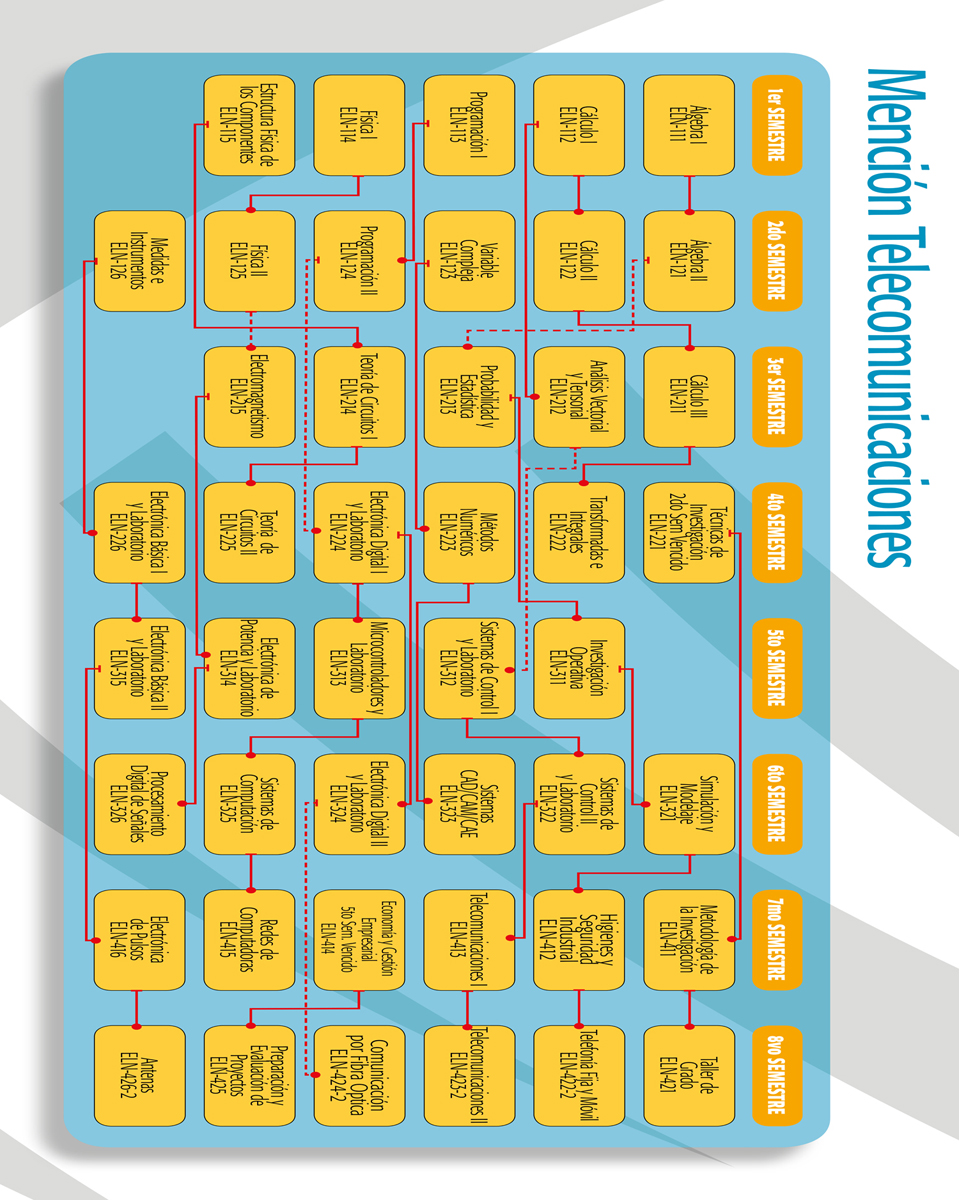 Mención Telecomunicaciones
1er SEMESTRE
Álgebra I
ELN-111
Cálculo I
ELN-112
Programación I
ELN-113
Física I
ELN-114
Estructura Física de
los Componentes
ELN-115
2do SEMESTRE
Álgebra II
ELN-121
Cálculo II
ELN-122
Variable
Compleja
ELN-123
Programación II
ELN-124
Física II
ELN-125
Medidas e
Instrumentos
ELN-126
3er SEMESTRE
Cálculo III
ELN-211
Análisis Vectorial
y Tensorial
ELN-212
Probabilidad y
Estadística
ELN-213
Teoría de Circuitos I
ELN-214
Electromagnetismo
ELN-215
4to SEMESTRE
Técnicas de
Investigación
2do Sem Vencido
ELN-221
Transformadas e
Integrales
ELN-222
Métodos
Numéricos
ELN-223
Electrónica Digital I
y Laboratorio
ELN-224
Teoría de
Circuitos II
ELN-225
Electrónica Básica I
y Laboratorio
ELN-226
5to SEMESTRE
Investigación
Operativa
ELN-311
Sistemas de Control I
y Laboratorio
ELN-312
Microcontroladores y
Laboratorio
ELN-313
Electrónica de
Potencia y Laboratorio
ELN-314
Electrónica Básica II
y Laboratorio
ELN-315
6to SEMESTRE
Simulación y
Modelaje
ELN-321
Sistemas de
Control II
y Laboratorio
ELN-322
Sistemas
CAD/CAM/CAE
ELN-323
Electrónica Digital II
y Laboratorio
ELN-324
Sistemas de
Computación
ELN-325
Procesamiento
Digital de Señales
ELN-326
7mo SEMESTRE
Metodología de
la Investigación
ELN-411
Higienes y
Seguridad
Industrial
ELN-412
Telecomunicaciones I
ELN-413
Economía y Gestión
Empresarial
5to Sem. Vencido
ELN-414
Redes de
Computadoras
ELN-415
Electrónica
de Pulsos
ELN-416
8vo SEMESTRE
Taller de
Grado
ELN-421
Telefonía Fija y Móvil
ELN-422-2
Telecomunicaciones II
ELN-423-2
Comunicación
por Fibra Optica
ELN-424-2
Preparación y
Evaluación de
Proyectos
ELN-425
Antenas
ELN-426-2